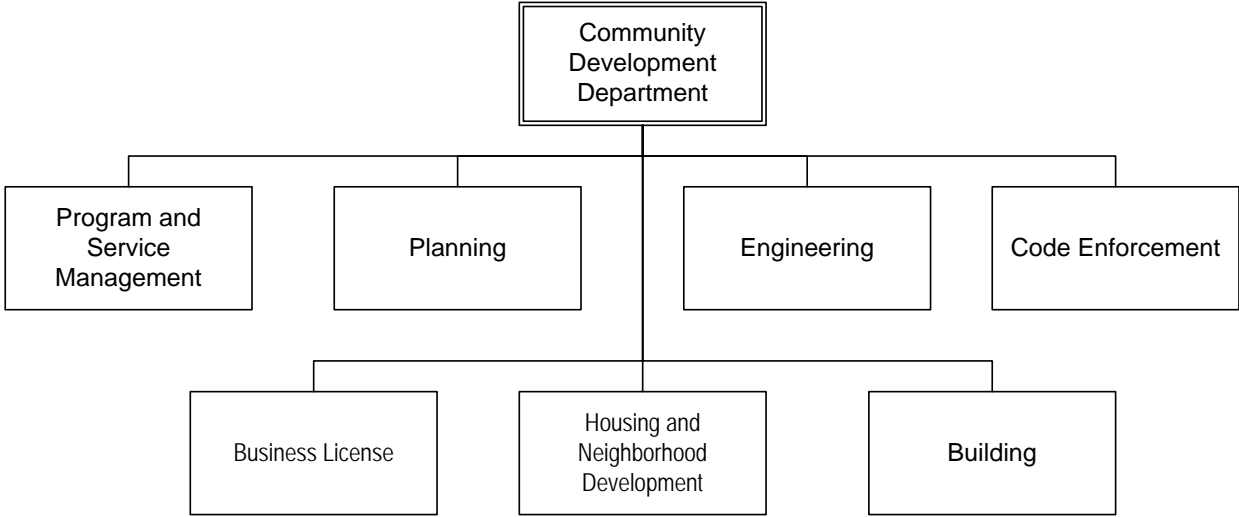 Community
Development
Department
Program and
Service
Management
Planning
Engineering
Code Enforcement
Business License
Housing and
Neighborhood
Development
Building